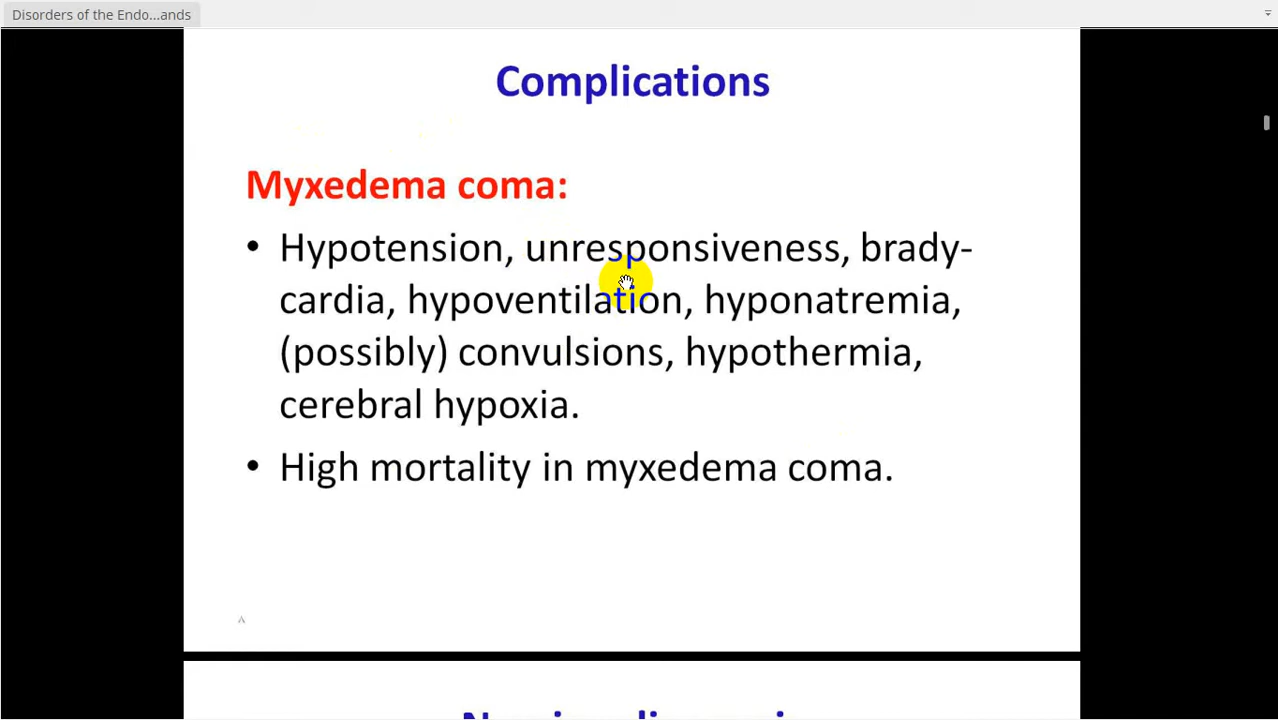 Disorders of the Endo...ands
Complications
Myxedema coma:
• Hypotension, unresponsiveness, brady-
cardia, hypoventilation, hyponatremia,
(possibly) convulsions, hypothermia,
cerebral hypoxia.
• High mortality in myxedema coma.
٨